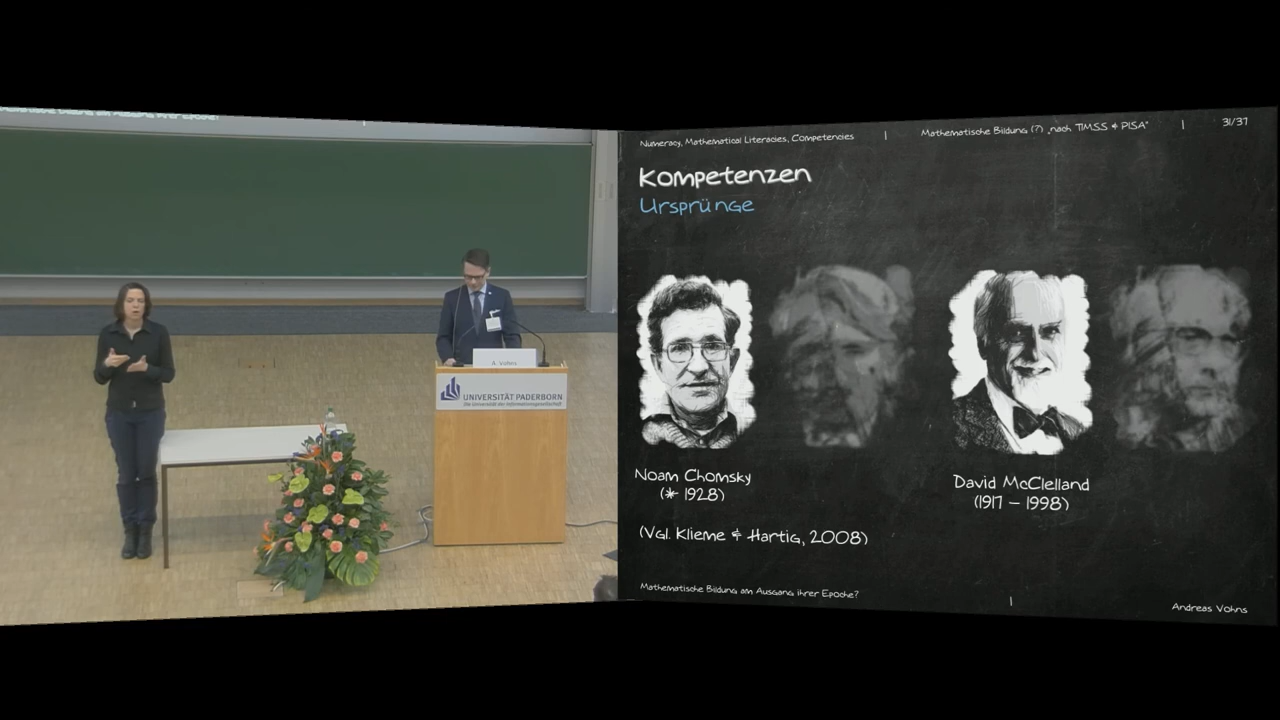 A. Vohns
UNIVERSITÄT PADERBORN
Die Universität der Informationsgesellschaft
Numeracy, Mathematical Literacies, Competencies | Mathematische Bildung (?) „nach TIMSS & PISA“ | 31/37
Kompetenzen
Ursprünge
Noam Chomsky
(* 1928)
David McClelland
(1917 – 1998)
(Vgl. Klieme & Hartig, 2008)
Mathematische Bildung am Ausgang ihrer Epoche? | Andreas Vohns